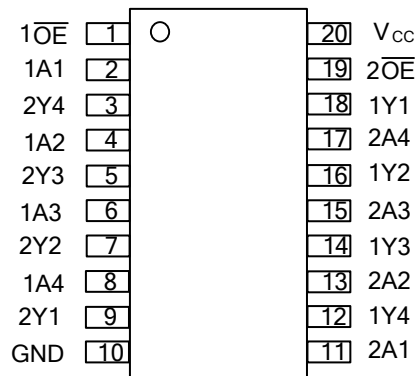 1O̅E̅ 1 20 Vcc
1A1 2 19 2O̅E̅
2Y4 3 18 1Y1
1A2 4 17 2A4
2Y3 5 16 1Y2
1A3 6 15 2A3
2Y2 7 14 1Y3
1A4 8 13 2A2
2Y1 9 12 1Y4
GND 10 11 2A1